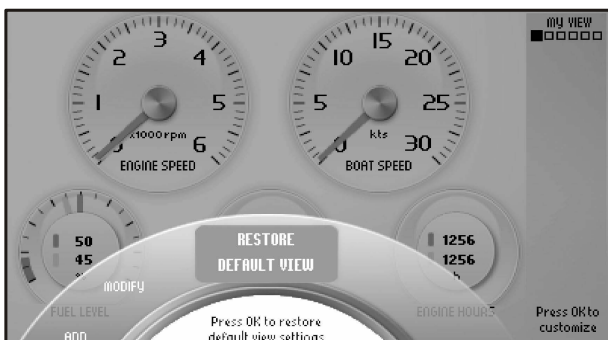 MY VIEW
3
2
4
1
5
0
6
x1000rpm
ENGINE SPEED
15
10
20
5
25
0
30
kts
BOAT SPEED
50
45
FUEL LEVEL
1256
1256
h
ENGINE HOURS
RESTORE
DEFAULT VIEW
MODIFY
ADD
Press OK to restore
default view settings
Press OK to
customize